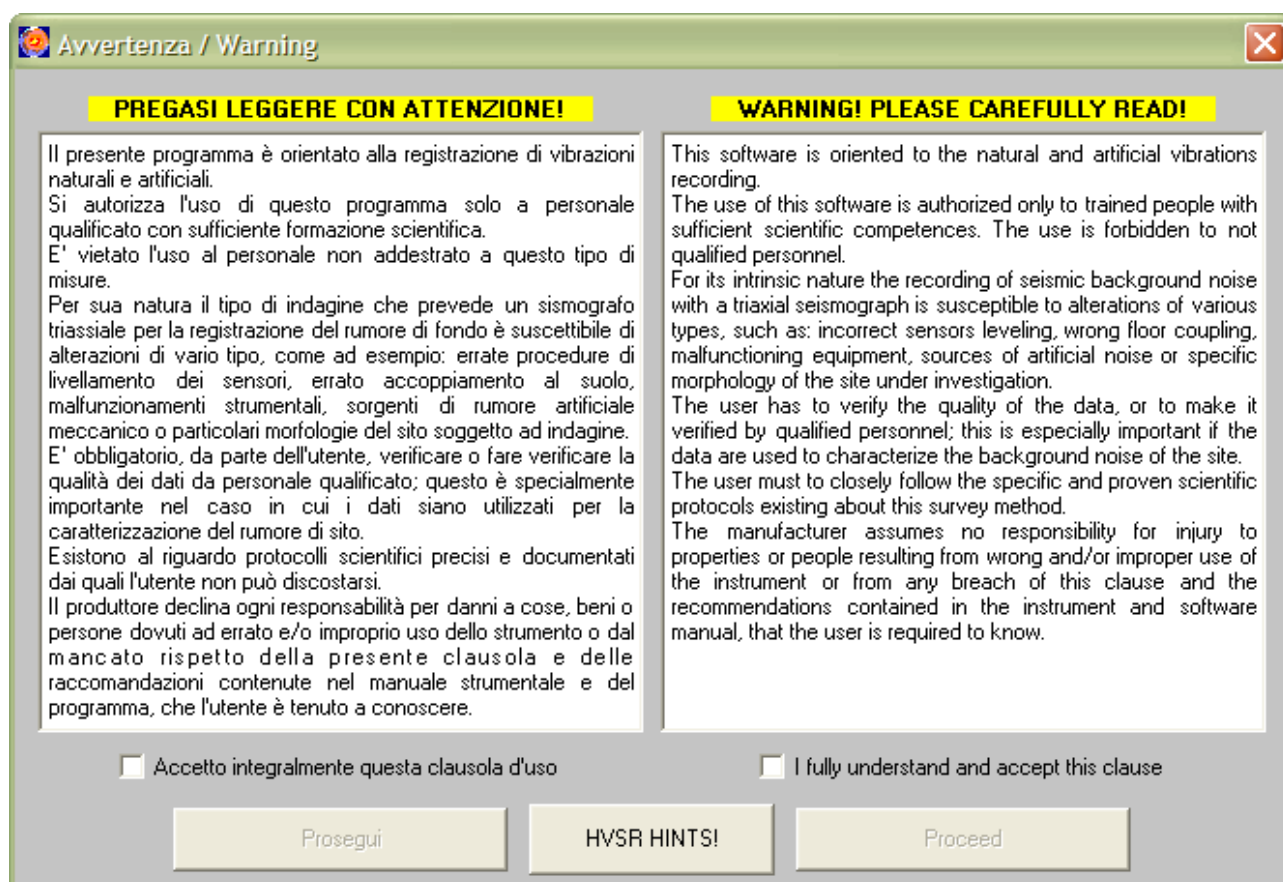 Avvertenza / Warning
PREGASI LEGGERE CON ATTENZIONE!
Il presente programma è orientato alla registrazione di vibrazioni
naturali e artificiali.
Si autorizza l'uso di questo programma solo a personale
qualificato con sufficiente formazione scientifica.
E' vietato l'uso al personale non addestrato a questo tipo di
misure.
Per sua natura il tipo di indagine che prevede un sismografo
triassiale per la registrazione del rumore di fondo è suscettibile di
alterazioni di vario tipo, come ad esempio: errate procedure di
livellamento dei sensori, errato accoppiamento al suolo,
malfunzionamenti strumentali, sorgenti di rumore artificiale
meccanico o particolari morfologie del sito soggetto ad indagine.
E' obbligatorio, da parte dell'utente, verificare o fare verificare la
qualità dei dati da personale qualificato; questo è specialmente
importante nel caso in cui i dati siano utilizzati per la
caratterizzazione del rumore di sito.
Esistono al riguardo protocolli scientifici precisi e documentati
dai quali l'utente non può discostarsi.
Il produttore declina ogni responsabilità per danni a cose, beni o
persone dovuti ad errato e/o improprio uso dello strumento o dal
mancato rispetto della presente clausola e delle
raccomandazioni contenute nel manuale strumentale e del
programma, che l'utente è tenuto a conoscere.
WARNING! PLEASE CAREFULLY READ!
This software is oriented to the natural and artificial vibrations
recording.
The use of this software is authorized only to trained people with
sufficient scientific competences. The use is forbidden to not
qualified personnel.
For its intrinsic nature the recording of seismic background noise
with a triaxial seismograph is susceptible to alterations of various
types, such as: incorrect sensors leveling, wrong floor coupling,
malfunctioning equipment, sources of artificial noise or specific
morphology of the site under investigation.
The user has to verify the quality of the data, or to make it
verified by qualified personnel; this is especially important if the
data are used to characterize the background noise of the site.
The user must to closely follow the specific and proven scientific
protocols existing about this survey method.
The manufacturer assumes no responsibility for injury to
properties or people resulting from wrong and/or improper use of
the instrument or from any breach of this clause and the
recommendations contained in the instrument and software
manual, that the user is required to know.
Accetto integralmente questa clausola d'uso
I fully understand and accept this clause
Prosegui
HVSR HINTS!
Proceed